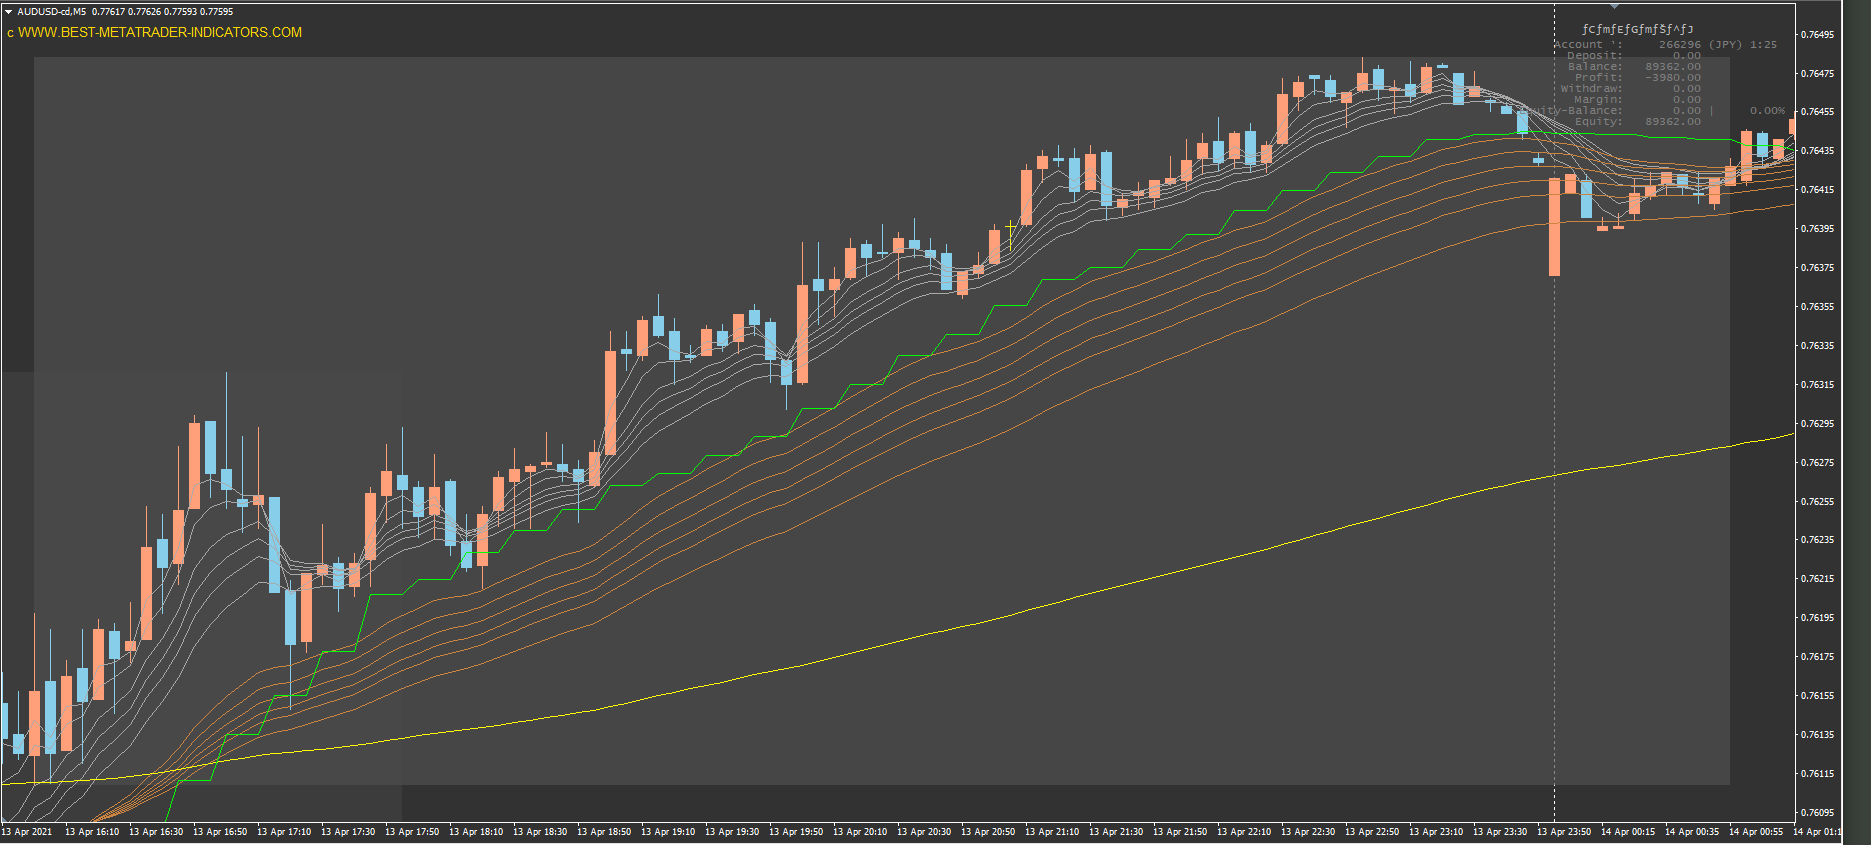 AUDUSD-cd,M5 0.77617 0.77626 0.77593 0.77595
c WWW.BEST-METATRADER-INDICATORS.COM
ƒCƒmƒEƒGƒmƒŠƒ^ƒJ
Account ': 266296 (JPY) 1:25
Deposit: 0.00
Balance: 89362.00
Profit: -3980.00
Withdraw: 0.00
Margin: 0.00
Equity-Balance: 0.00 | 0.00%
Equity: 89362.00
0.76495
0.76475
0.76455
0.76435
0.76415
0.76395
0.76375
0.76355
0.76335
0.76315
0.76295
0.76275
0.76255
0.76235
0.76215
0.76195
0.76175
0.76155
0.76135
0.76115
0.76095
13 Apr 2021 13 Apr 16:10 13 Apr 16:30 13 Apr 16:50 13 Apr 17:10 13 Apr 17:30 13 Apr 17:50 13 Apr 18:10 13 Apr 18:30 13 Apr 18:50 13 Apr 19:10 13 Apr 19:30 13 Apr 19:50 13 Apr 20:10 13 Apr 20:30 13 Apr 20:50 13 Apr 21:10 13 Apr 21:30 13 Apr 21:50 13 Apr 22:10 13 Apr 22:30 13 Apr 22:50 13 Apr 23:10 13 Apr 23:30 13 Apr 23:50 14 Apr 00:15 14 Apr 00:35 14 Apr 00:55 14 Apr 01:1